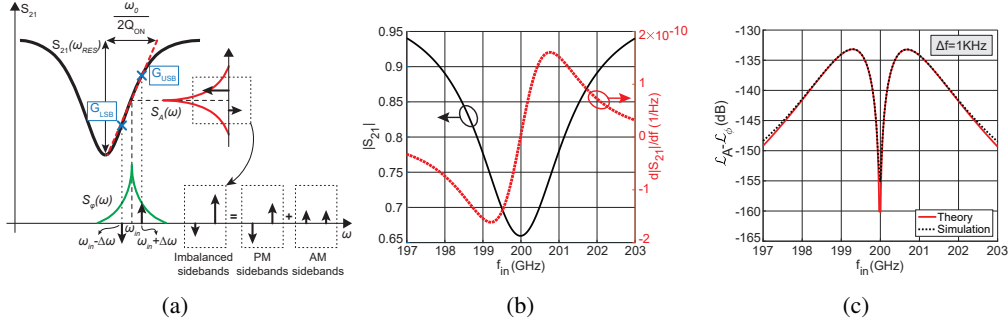 S21
ω0
2QON
S21(ωRES)
GUSB
GLSB
SA(ω)
Sφ(ω)
ωin-Δω
ωin
ωin+Δω
=
+
ω
Imbalanced sidebands
PM sidebands
AM sidebands
(a)
0.95
0.9
0.85
0.8
0.75
0.7
0.65
|S21|
2×10-10
1
0
-1
-2
d|S21|/df (1/Hz)
197 198 199 200 201 202 203
fin(GHz)
(b)
-130
-135
-140
-145
-150
-155
-160
-165
ℒA-ℒφ (dB)
Δf=1KHz
Theory
Simulation
197 198 199 200 201 202 203
fin(GHz)
(c)